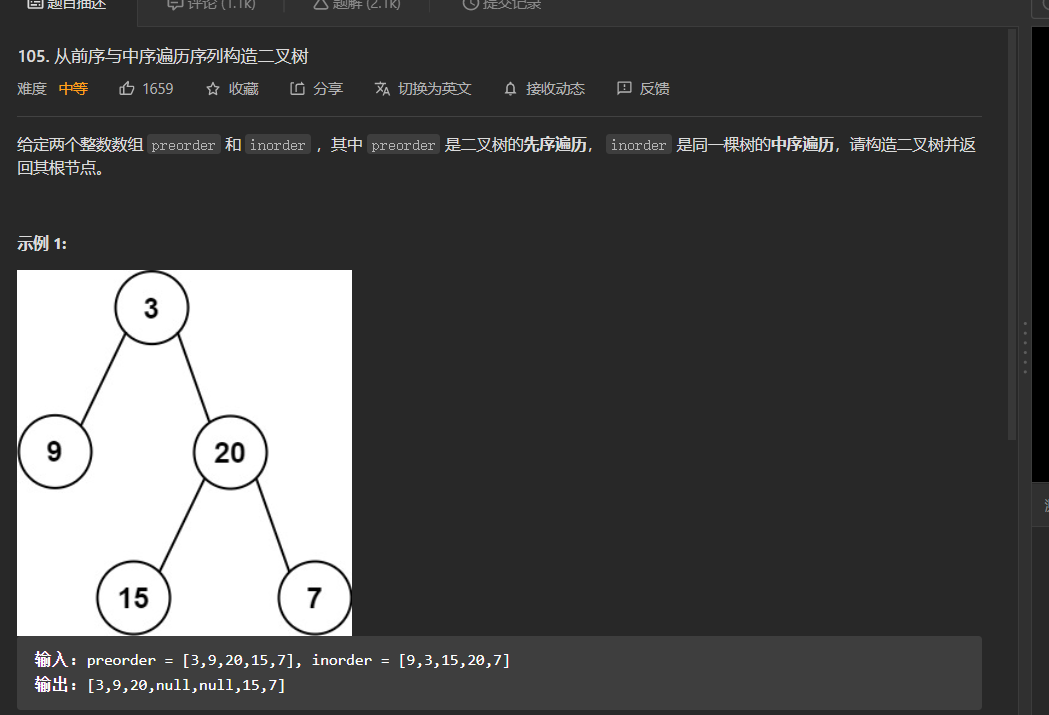 题目描述 评论 (1.1k) 题解 (2.1k) 提交记录
105. 从前序与中序遍历序列构造二叉树
难度 中等 1659 收藏 分享 切换为英文 接收动态 反馈
给定两个整数数组 preorder 和 inorder ，其中 preorder 是二叉树的先序遍历， inorder 是同一棵树的中序遍历，请构造二叉树并返
回其根节点。
示例 1:
3
9 20
15 7
输入: preorder = [3,9,20,15,7], inorder = [9,3,15,20,7]
输出: [3,9,20,null,null,15,7]